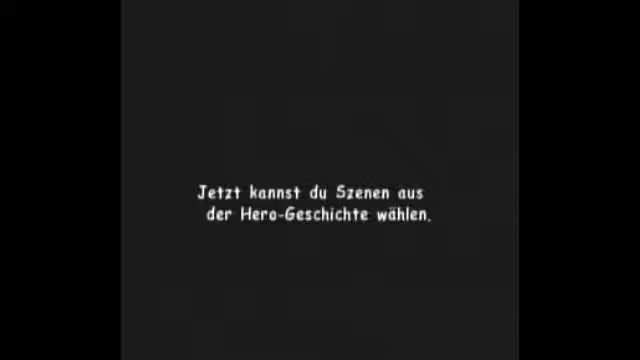 Jetzt kannst du Szenen aus
der Hero-Geschichte wählen.